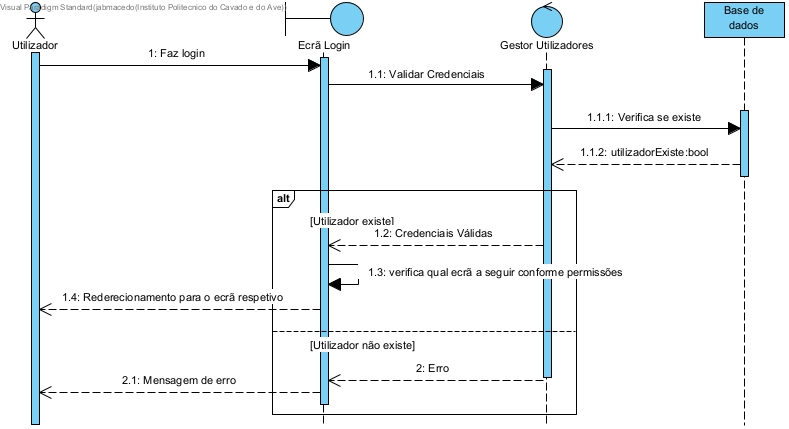 Visual Paradigm Standard(jabmacedo(Instituto Politecnico do Cavado e do Ave)
Utilizador
Ecrã Login
Gestor Utilizadores
Base de
dados
1: Faz login
1.1: Validar Credenciais
1.1.1: Verifica se existe
1.1.2: utilizadorExiste:bool
alt
[Utilizador existe]
1.2: Credenciais Válidas
1.3: verifica qual ecrã a seguir conforme permissões
1.4: Rederecionamento para o ecrã respetivo
[Utilizador não existe]
2: Erro
2.1: Mensagem de erro